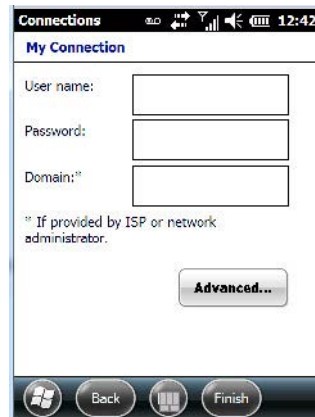 Connections 12:42
My Connection
User name:
Password:
Domain:*
* If provided by ISP or network
administrator.
Advanced...
Back Finish